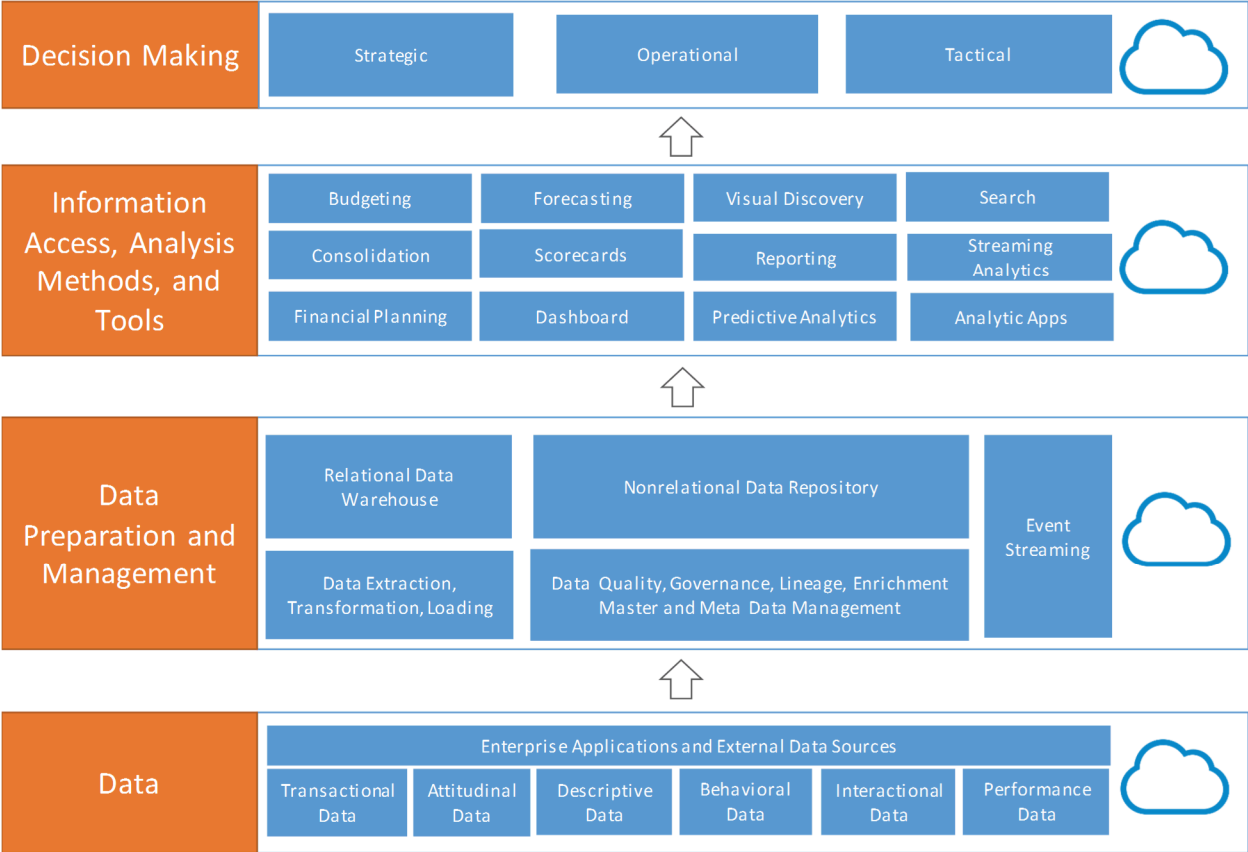 Decision Making
Strategic
Operational
Tactical
Information
Access, Analysis
Methods, and
Tools
Budgeting
Forecasting
Visual Discovery
Search
Consolidation
Scorecards
Reporting
Streaming
Analytics
Financial Planning
Dashboard
Predictive Analytics
Analytic Apps
Data
Preparation and
Management
Relational Data
Warehouse
Nonrelational Data Repository
Event
Streaming
Data Extraction,
Transformation, Loading
Data Quality, Governance, Lineage, Enrichment
Master and Meta Data Management
Data
Enterprise Applications and External Data Sources
Transactional
Data
Attitudinal
Data
Descriptive
Data
Behavioral
Data
Interactional
Data
Performance
Data